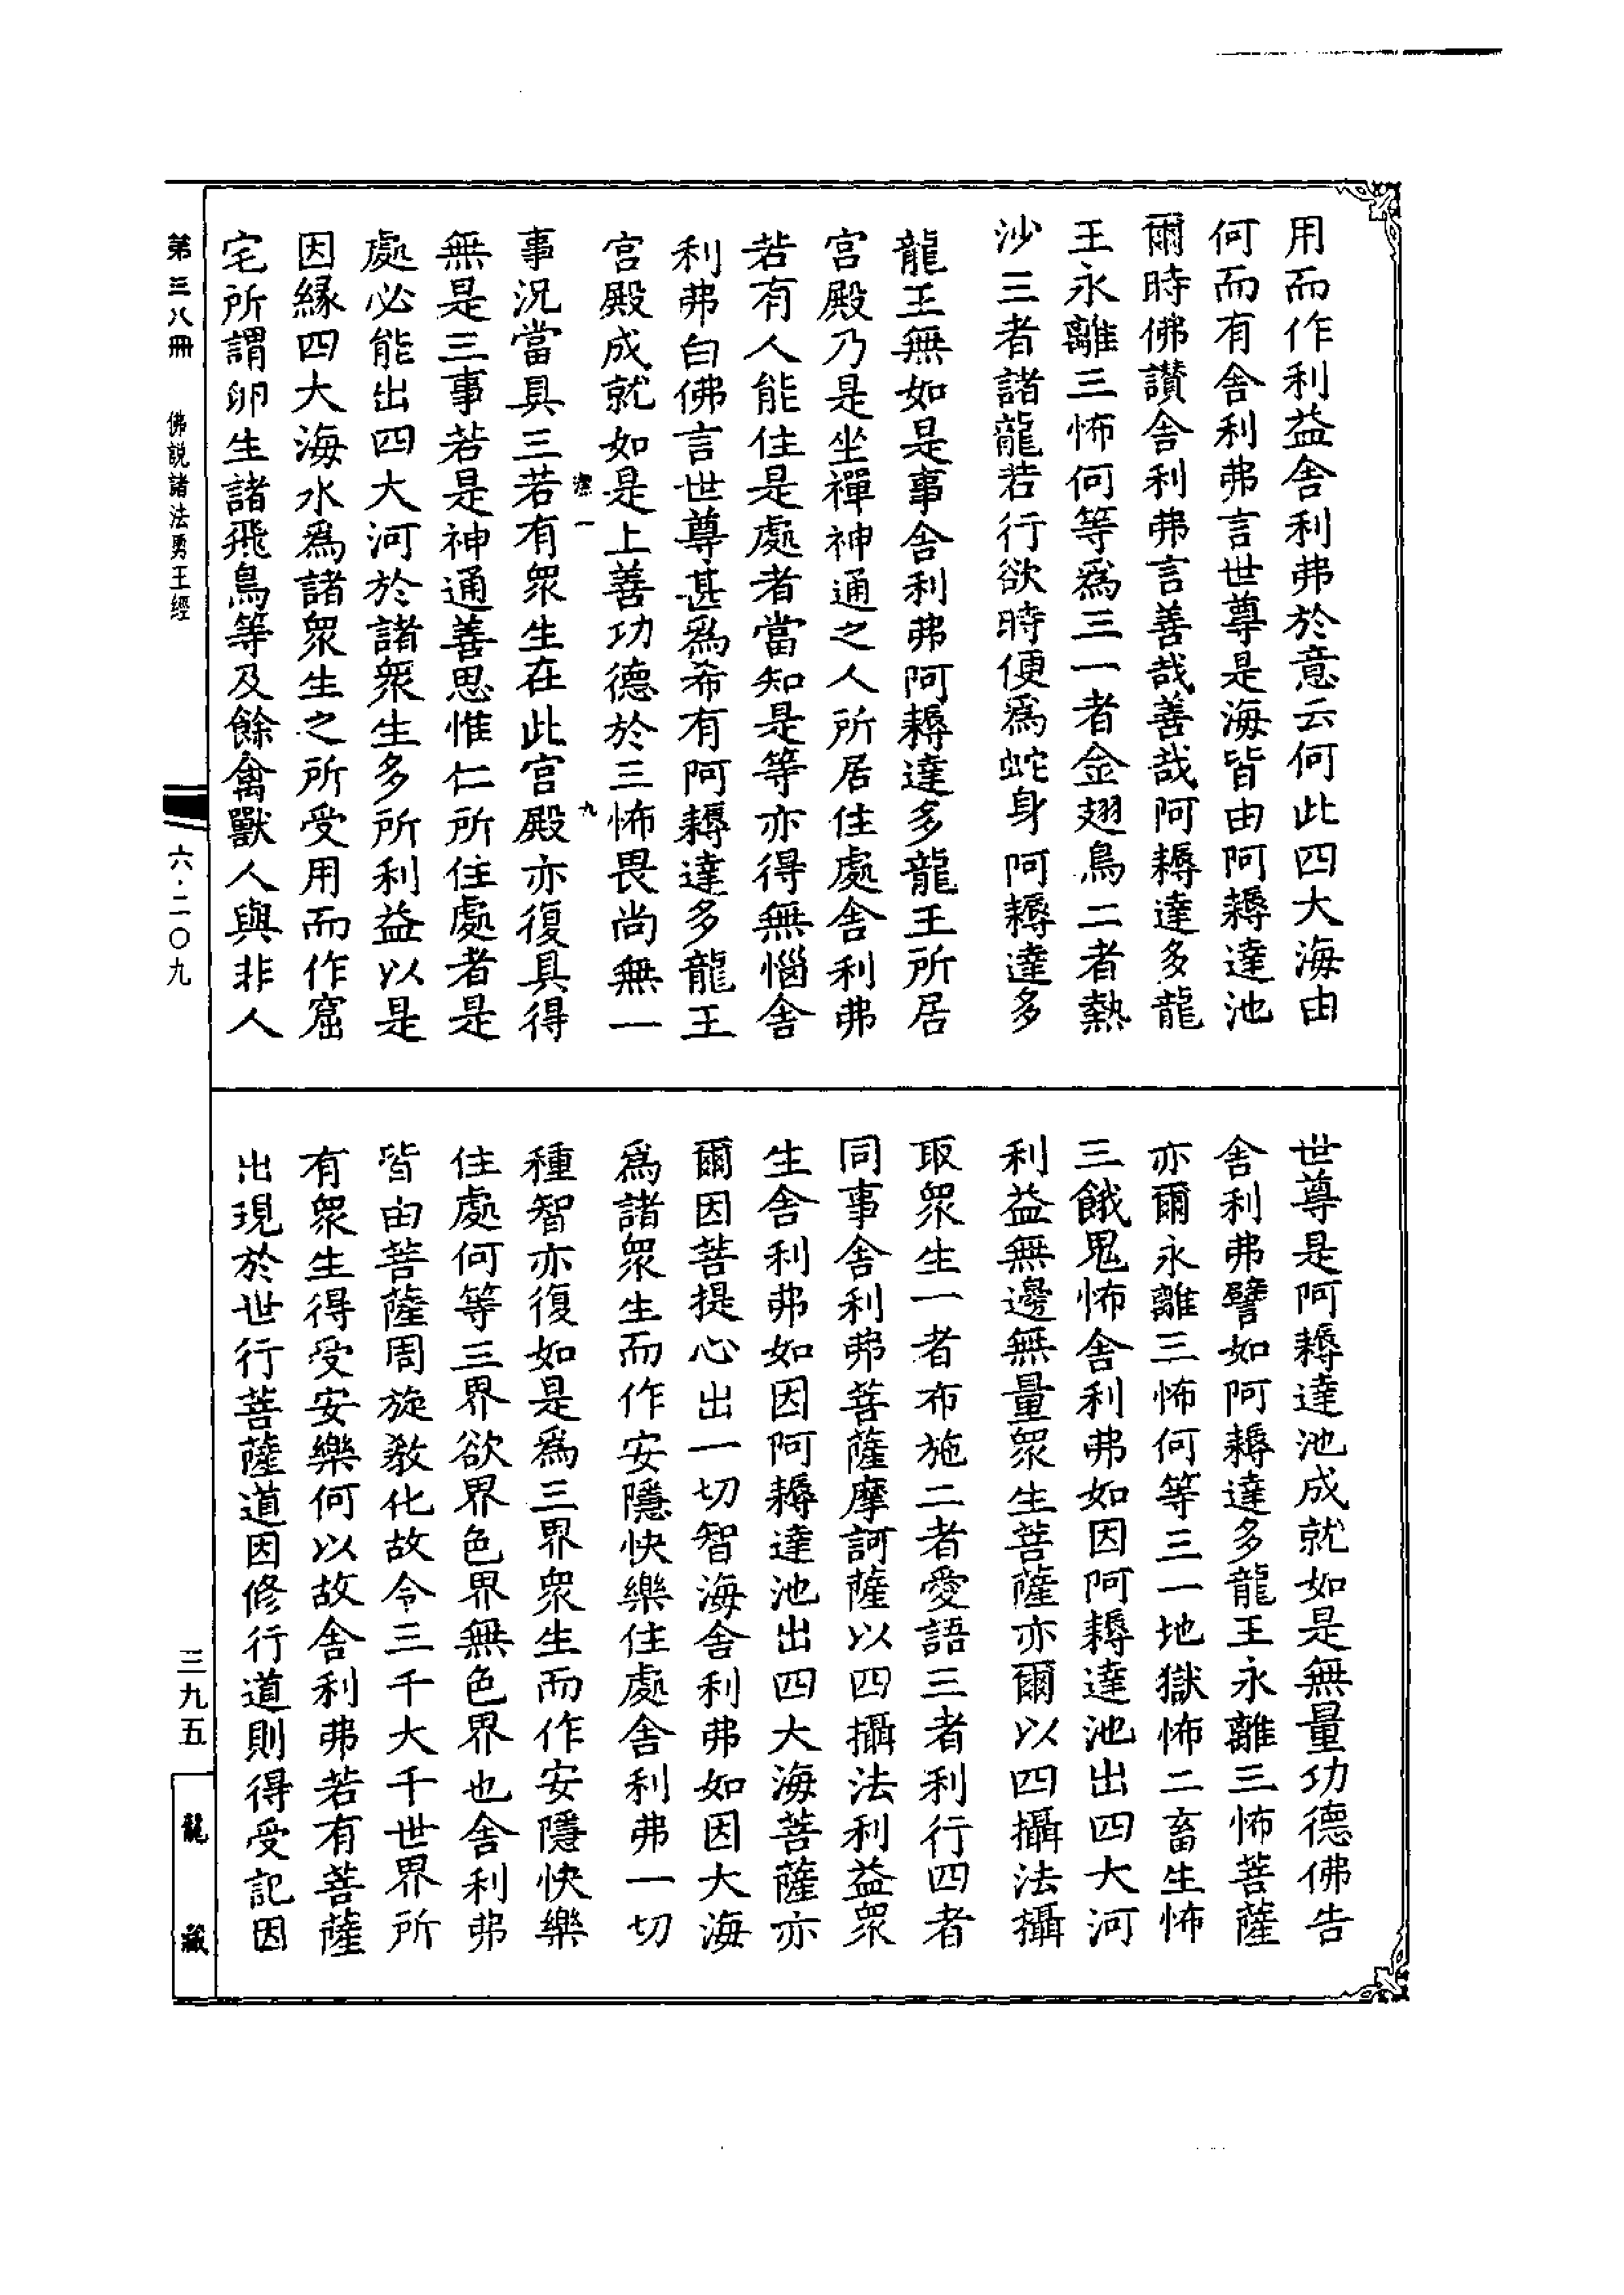 用而作利益舍利弗於意云何此四大海由
何而有舍利弗言世尊是海皆由阿耨達池
爾時佛讃舍利弗言善哉善哉阿耨達多龍
王永離三怖何等爲三一者金翅鳥二者熱
沙三者諸龍若行欲時便爲蛇身阿耨達多
龍王無如是事舍利弗阿耨達多龍王所居
宮殿乃是坐禪神通之人所居住處舍利弗
若有人能住是處者當知是等亦得無惱舍
利弗白佛言世尊甚爲希有阿耨達多龍王
宮殿成就如是上善功德於三怖畏尚無一
九
事況當具三若有衆生在此宮殿亦復具得
無是三事若是神通善思惟仁所住處者是
處必能出四大河於諸衆生多所利益以是
因緣四大海水爲諸衆生之所受用而作窟
宅所謂卵生諸飛鳥等及餘禽獸人與非人
世尊是阿耨達池成就如是無量功德佛告
舍利弗譬如阿耨達多龍王永離三怖菩薩
亦爾永離三怖何等三一地獄怖二畜生怖
三餓鬼怖舍利弗如因阿耨達池出四大河
利益無邊無量衆生菩薩亦爾以四攝法攝
取衆生一者布施二者愛語三者利行四者
同事舍利弗菩薩摩訶薩以四攝法利益衆
生舍利弗如因阿耨達池出四大海菩薩亦
爾因菩提心出一切智海舍利弗如因大海
爲諸衆生而作安隱快樂住處舍利弗一切
種智亦復如是爲三界衆生而作安隱快樂
住處何等三界欲界色界無色界也舍利弗
皆由菩薩周旋敎化故令三千大千世界所
有衆生得受安樂何以故舍利弗若有菩薩
出現於世行菩薩道因修行道則得受記因
第三八冊 佛説諸法勇王經 六·二〇九
三九五
龍藏